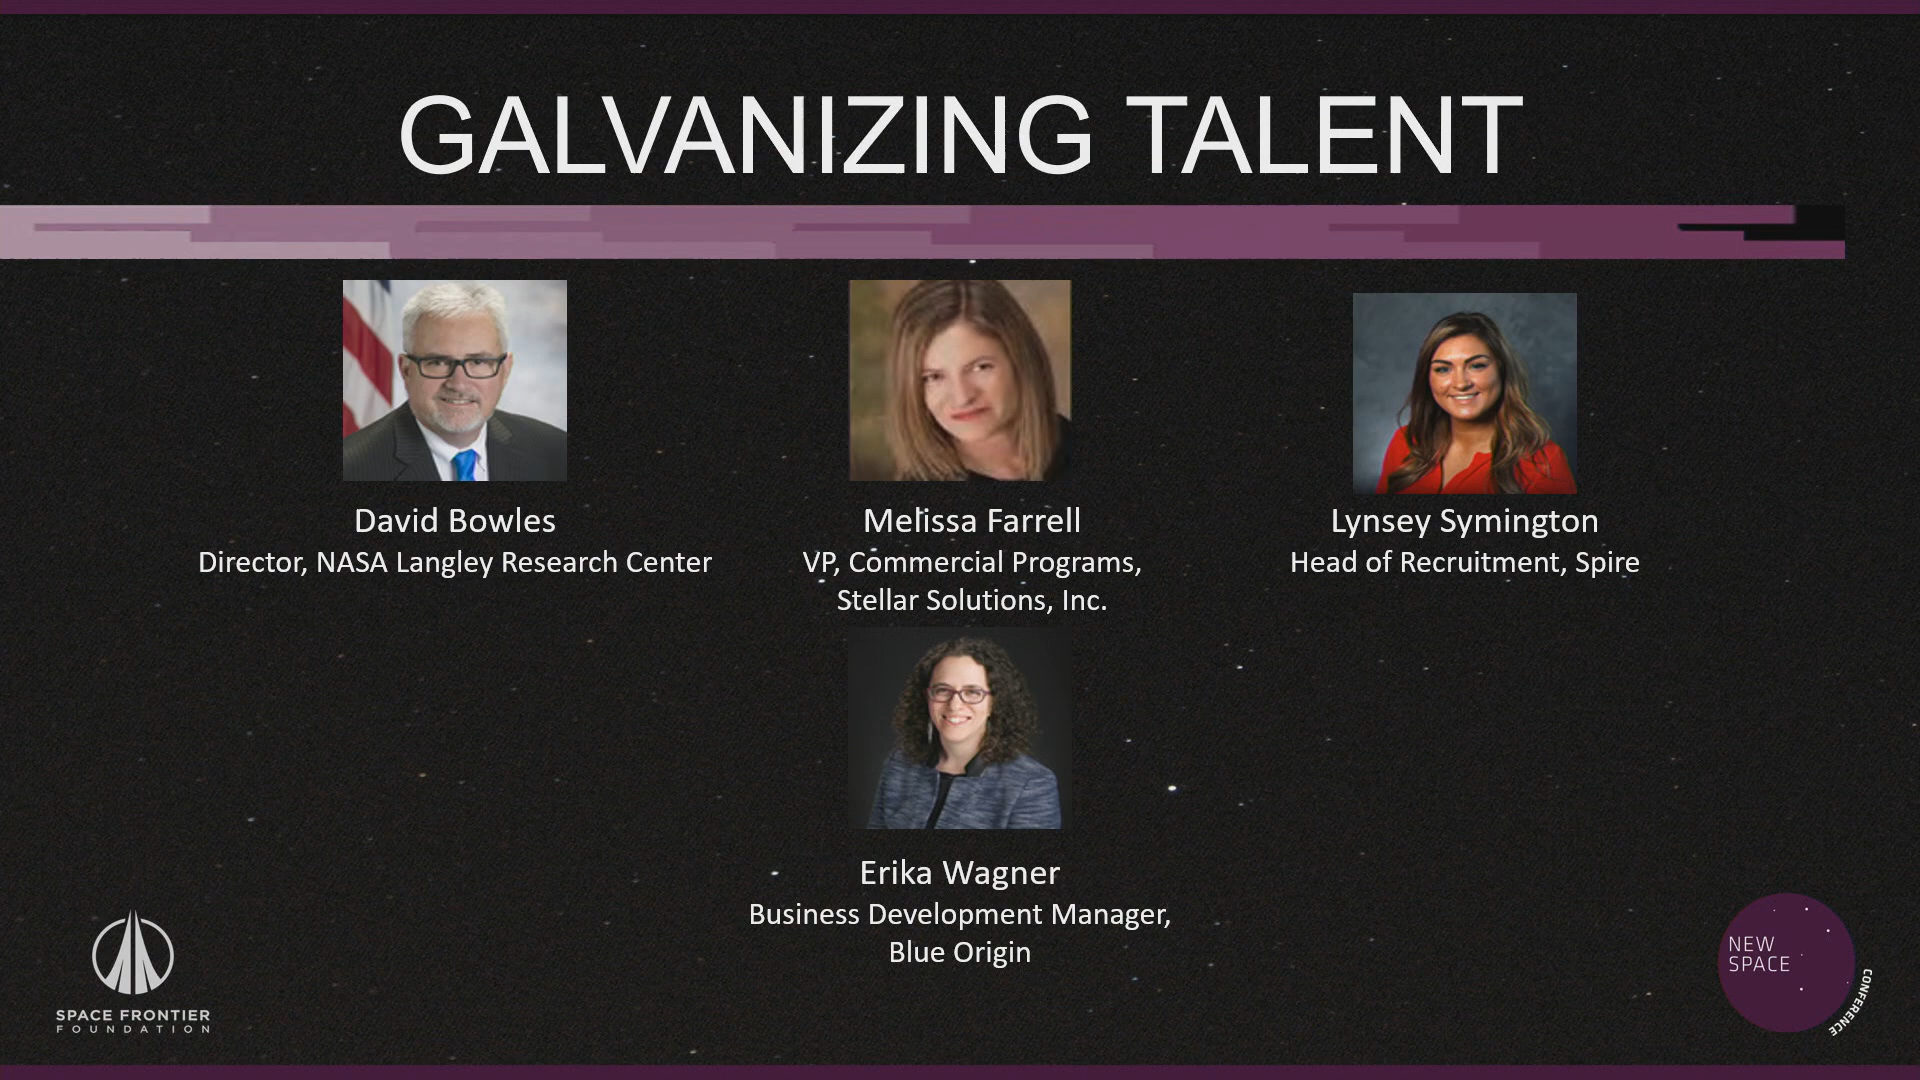 GALVANIZING TALENT
David Bowles
Director, NASA Langley Research Center
Melissa Farrell
VP, Commercial Programs,
Stellar Solutions, Inc.
Lynsey Symington
Head of Recruitment, Spire
Erika Wagner
Business Development Manager,
Blue Origin
SPACE FRONTIER
FOUNDATION
NEW
SPACE
CONFERENCE